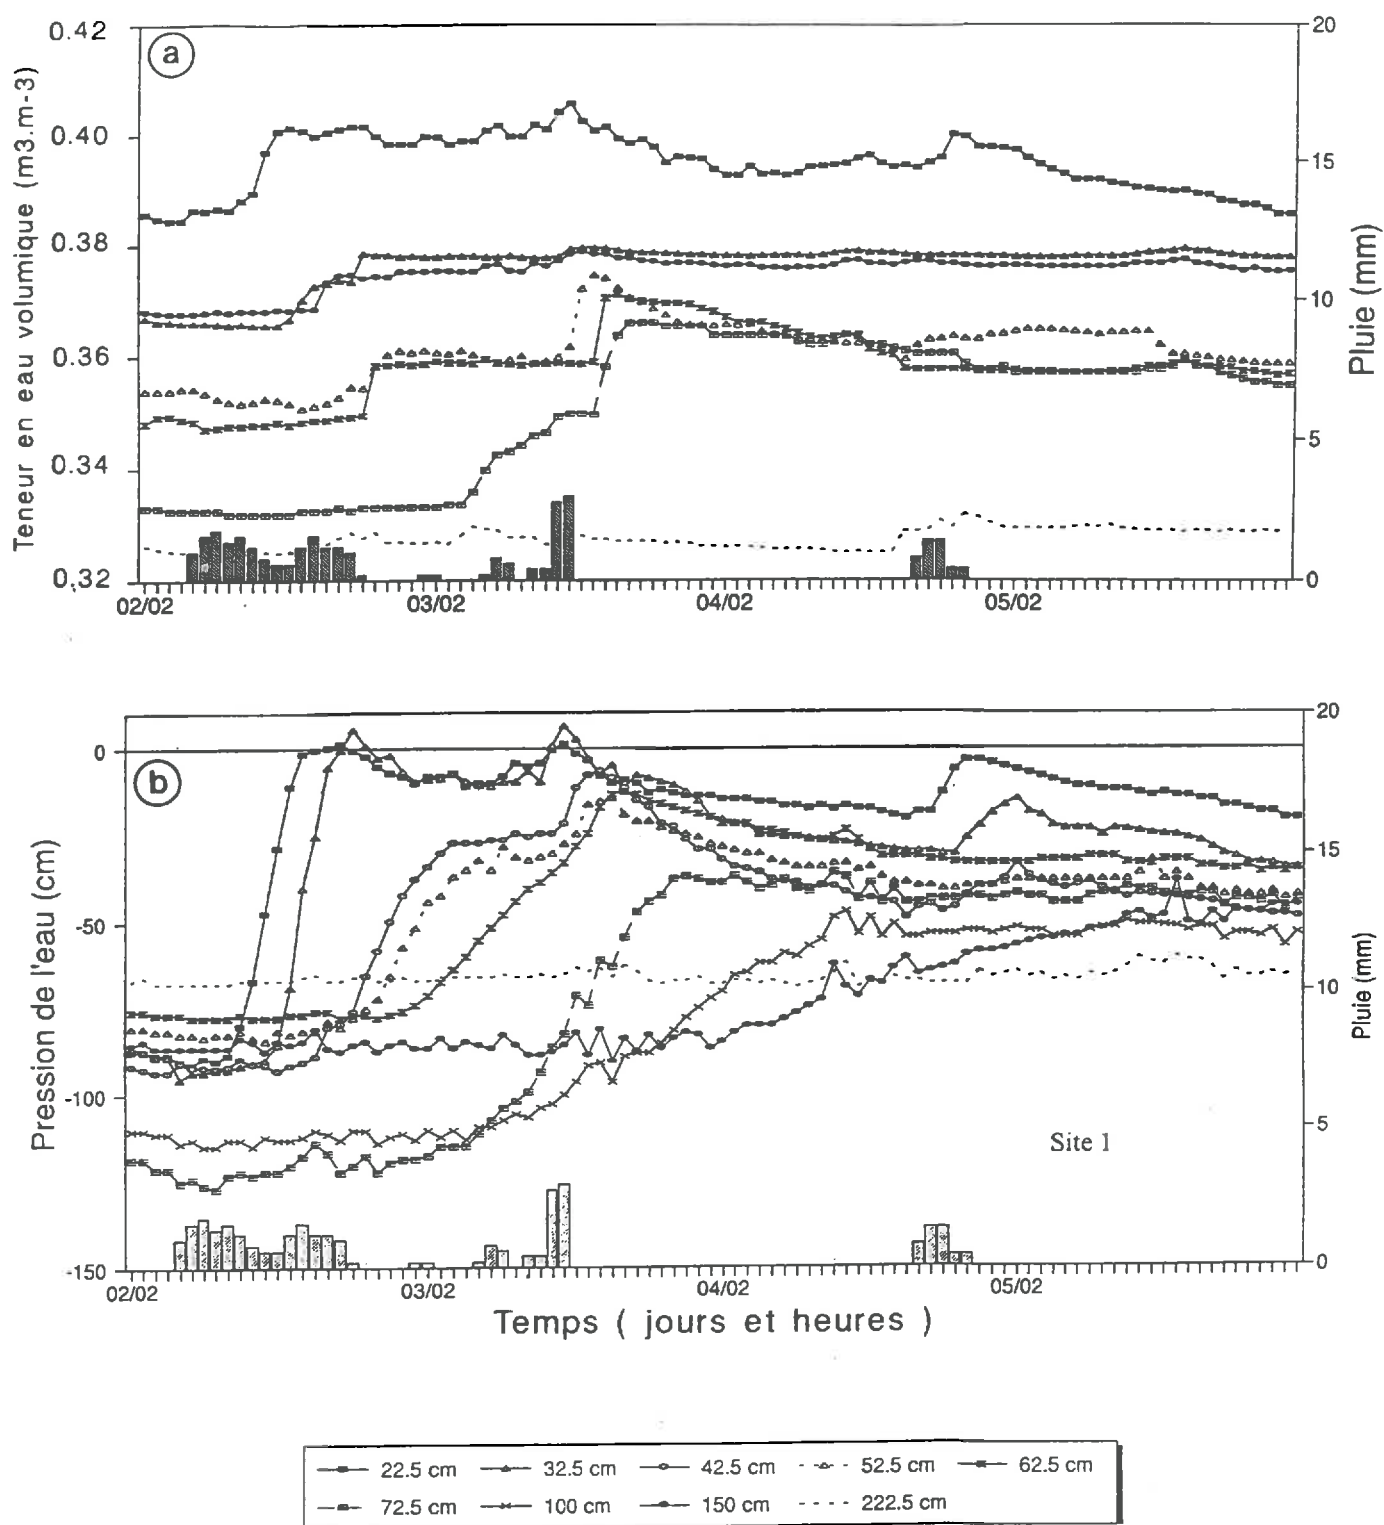 a
Teneur en eau volumique (m3.m-3)
0.42
0.40
0.38
0.36
0.34
0.32
20
15
10
5
0
Pluie (mm)
02/02 03/02 04/02 05/02
b
Pression de l'eau (cm)
0
-50
-100
-150
20
15
10
5
0
Pluie (mm)
Site 1
02/02 03/02 04/02 05/02
Temps ( jours et heures )
22.5 cm 32.5 cm 42.5 cm 52.5 cm 62.5 cm
72.5 cm 100 cm 150 cm 222.5 cm